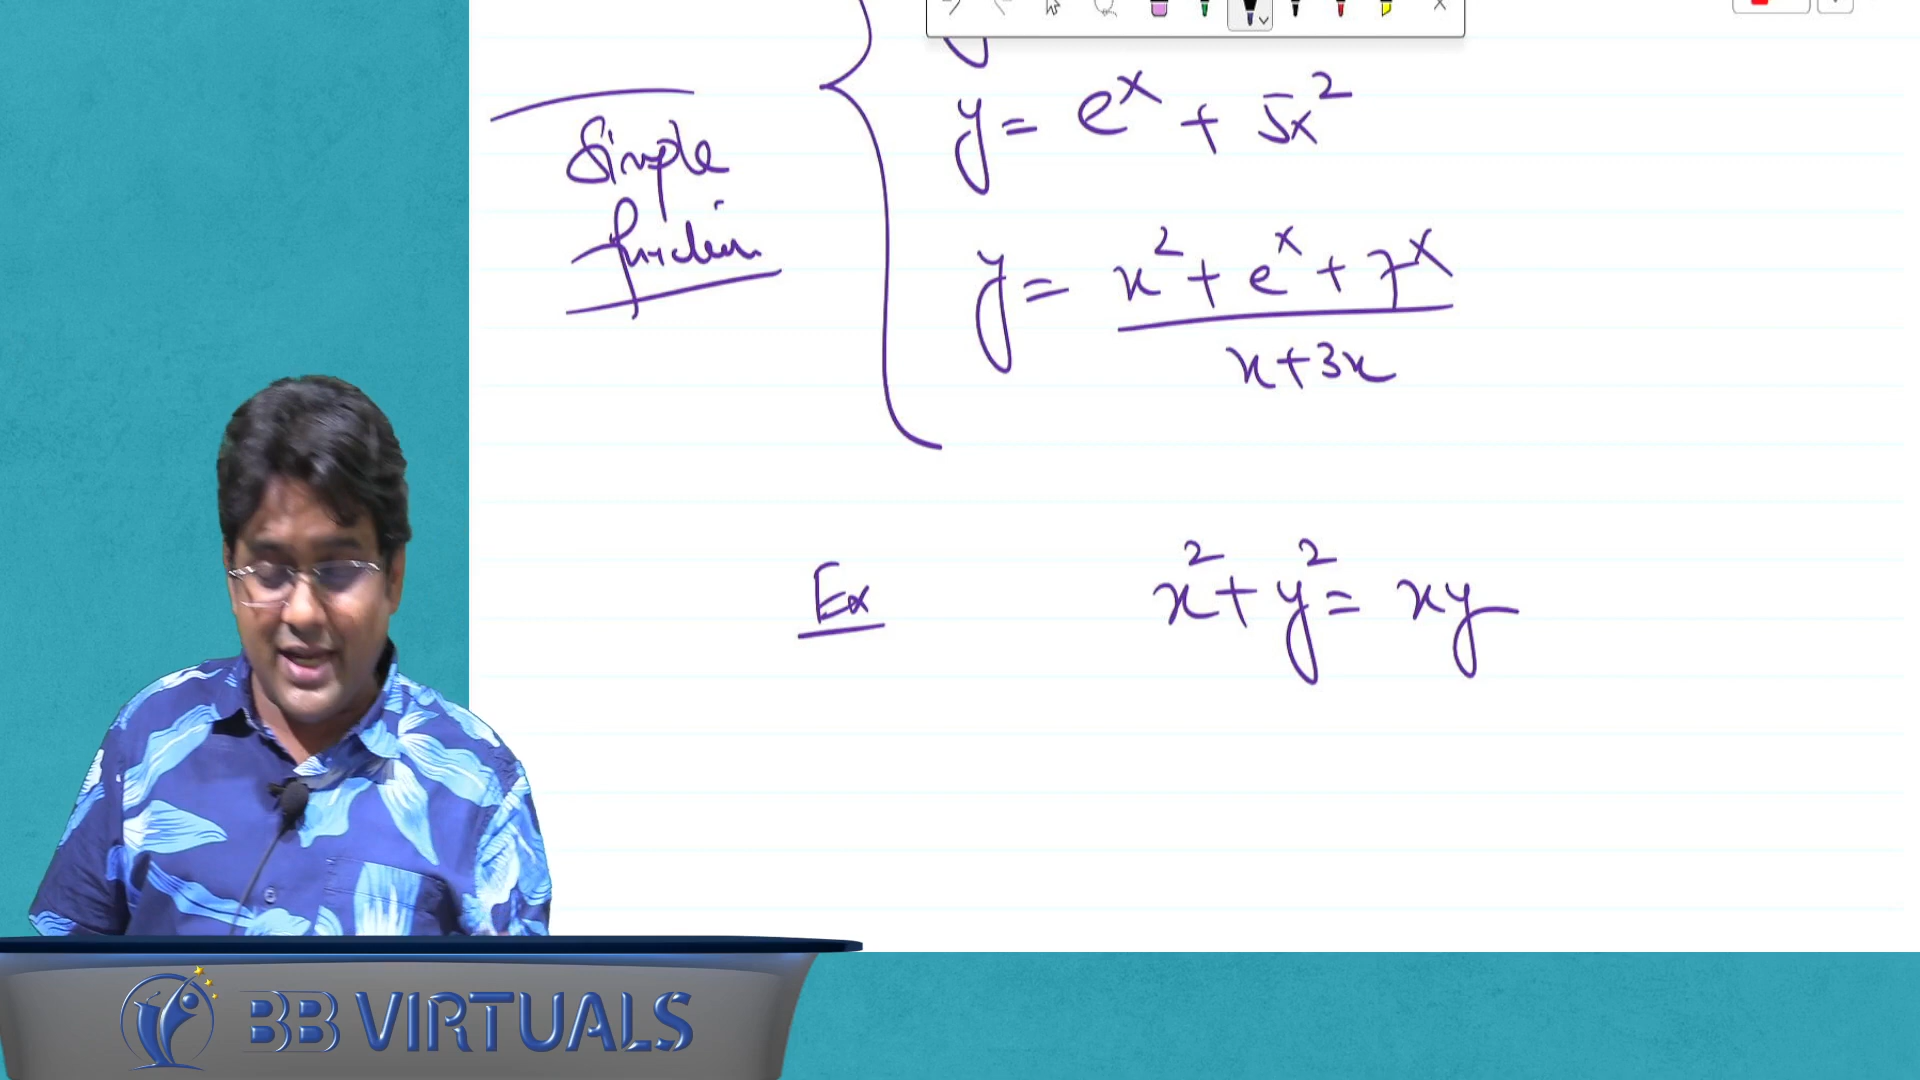 y = e^x + 5x^2
Simple
function
y = (x^2 + e^x + 7^x) / (x + 3x)
Ex x^2 + y^2 = xy
BB VIRTUALS